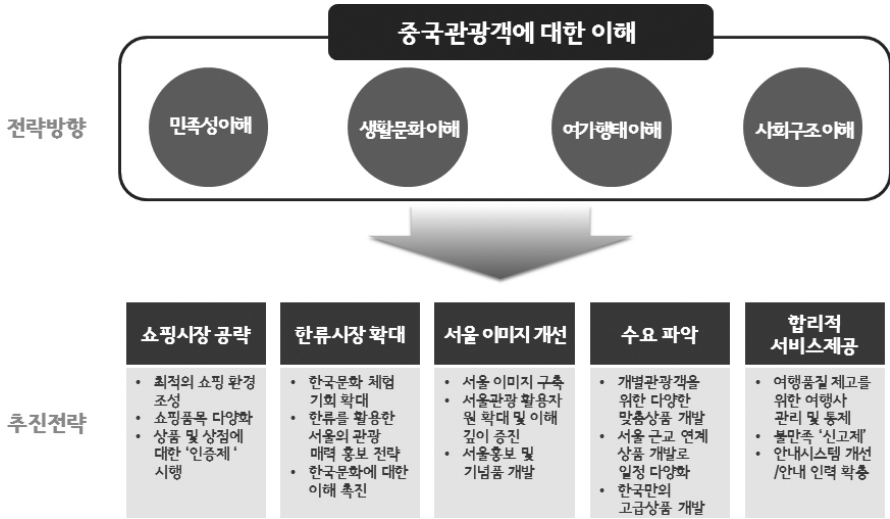 중국관광객에 대한 이해
전략방향
민족성이해
생활문화이해
여가행태이해
사회구조이해
추진전략
쇼핑시장 공략
• 최적의 쇼핑 환경
조성
• 쇼핑품목 다양화
• 상품 및 상점에
대한 '인증제'
시행
한류시장 확대
• 한국문화 체험
기회 확대
• 한류를 활용한
서울의 관광
매력 홍보 전략
• 한국문화에 대한
이해 촉진
서울 이미지 개선
• 서울 이미지 구축
• 서울관광 활용자
원 확대 및 이해
깊이 증진
• 서울홍보 및
기념품 개발
수요 파악
• 개별관광객을
위한 다양한
맞춤상품 개발
• 서울 근교 연계
상품 개발로
일정 다양화
• 한국만의
고급상품 개발
합리적
서비스제공
• 여행품질 제고를
위한 여행사
관리 및 통제
• 불만족 '신고제'
• 안내시스템 개선
/안내 인력 확충